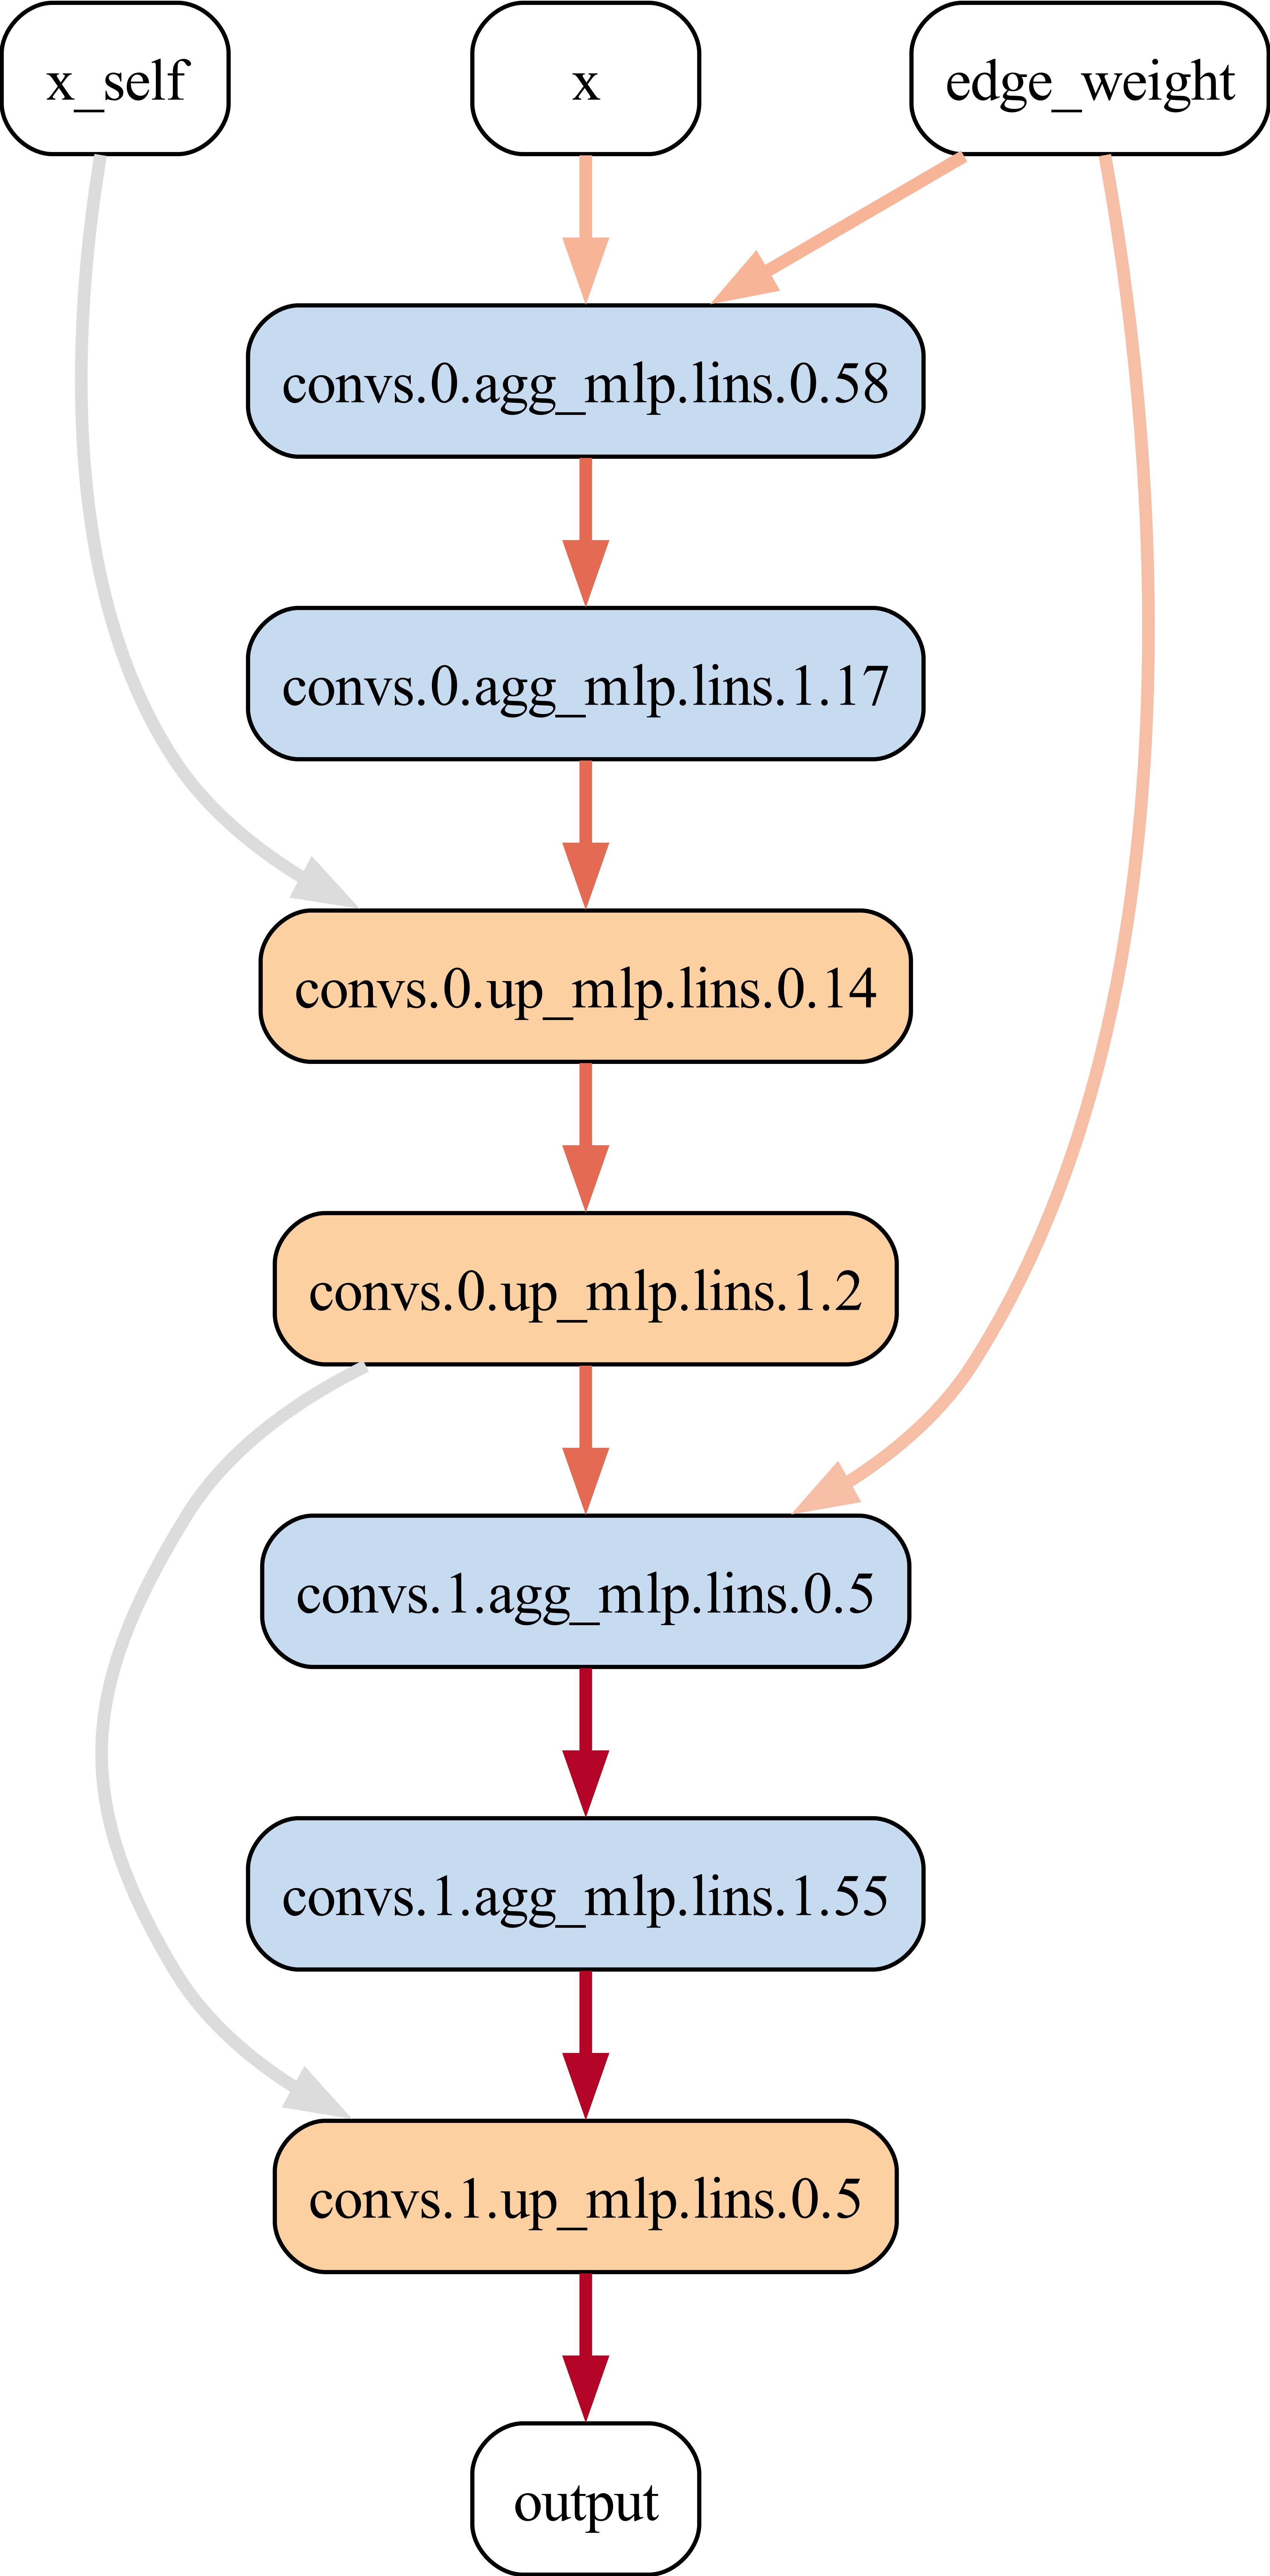 x_self
x
edge_weight
convs.0.agg_mlp.lins.0.58
convs.0.agg_mlp.lins.1.17
convs.0.up_mlp.lins.0.14
convs.0.up_mlp.lins.1.2
convs.1.agg_mlp.lins.0.5
convs.1.agg_mlp.lins.1.55
convs.1.up_mlp.lins.0.5
output